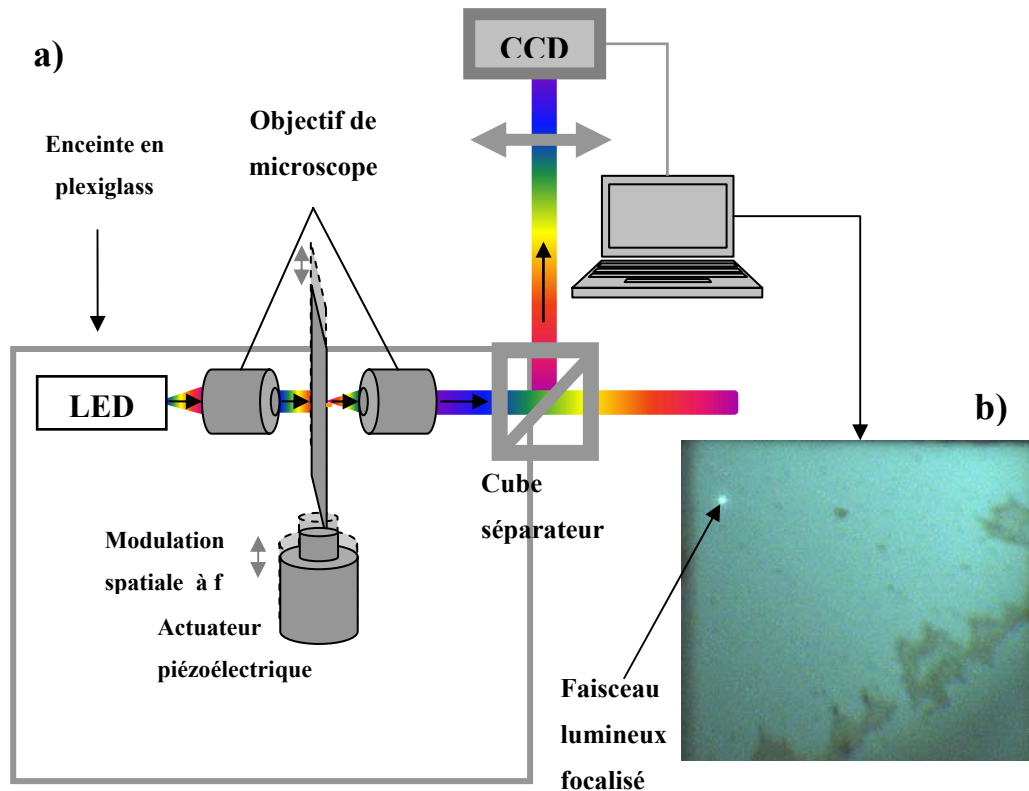 a)
CCD
Enceinte en
plexiglass
Objectif de
microscope
LED
b)
Cube
séparateur
Modulation
spatiale à f
Actuateur
piézoélectrique
Faisceau
lumineux
focalisé